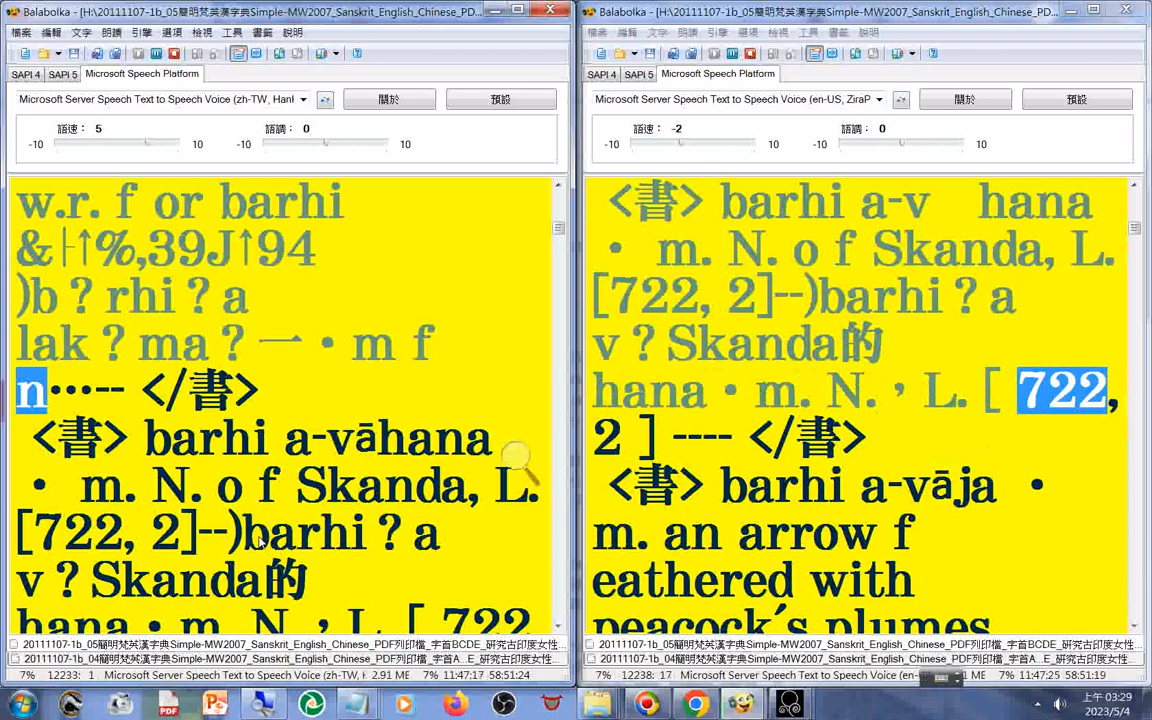 Balabolka - [H:\20111107-1b_05簡明梵英漢字典Simple-MW2007_Sanskrit_English_Chinese_PD...
檔案 編輯 文字 朗讀 引擎 選項 檢視 工具 書籤 說明
SAPI 4 SAPI 5 Microsoft Speech Platform
Microsoft Server Speech Text to Speech Voice (zh-TW, Hanl
關於 預設
語速： 5 語調： 0
-10 10 -10 10
w.r. f or barhi
&├↑%,39J↑94
)b？rhi？a
lak？ma？一‧m f
n…-- </書>
<書> barhi a-vāhana
‧ m. N. o f Skanda, L.
[722, 2]--)barhi？a
v？Skanda的
hana‧m. N.，L. [ 722
20111107-1b_05簡明梵英漢字典Simple-MW2007_Sanskrit_English_Chinese_PDF列印檔_字首BCDE_研究古印度女性...
20111107-1b_04簡明梵英漢字典Simple-MW2007_Sanskrit_English_Chinese_PDF列印檔_字首A...E_研究古印度女性...
7% 12233: 1 Microsoft Server Speech Text to Speech Voice (zh-TW, 2.91 ME 7% 11:47:17 58:51:24
Balabolka - [H:\20111107-1b_05簡明梵英漢字典Simple-MW2007_Sanskrit_English_Chinese_PD...
檔案 編輯 文字 朗讀 引擎 選項 檢視 工具 書籤 說明
SAPI 4 SAPI 5 Microsoft Speech Platform
Microsoft Server Speech Text to Speech Voice (en-US, ZiraP
關於 預設
語速： -2 語調： 0
-10 10 -10 10
<書> barhi a-v hana
‧ m. N. o f Skanda, L.
[722, 2]--)barhi？a
v？Skanda的
hana‧m. N.，L. [ 722,
2 ] ---- </書>
<書> barhi a-vāja ‧
m. an arrow f
eathered with
peacock's plumes
20111107-1b_05簡明梵英漢字典Simple-MW2007_Sanskrit_English_Chinese_PDF列印檔_字首BCDE_研究古印度女性...
20111107-1b_04簡明梵英漢字典Simple-MW2007_Sanskrit_English_Chinese_PDF列印檔_字首A...E_研究古印度女性...
7% 12238: 17 Microsoft Server Speech Text to Speech Voice ME 7% 11:47:25 58:51:19
PDF
上午 03:29
2023/5/4